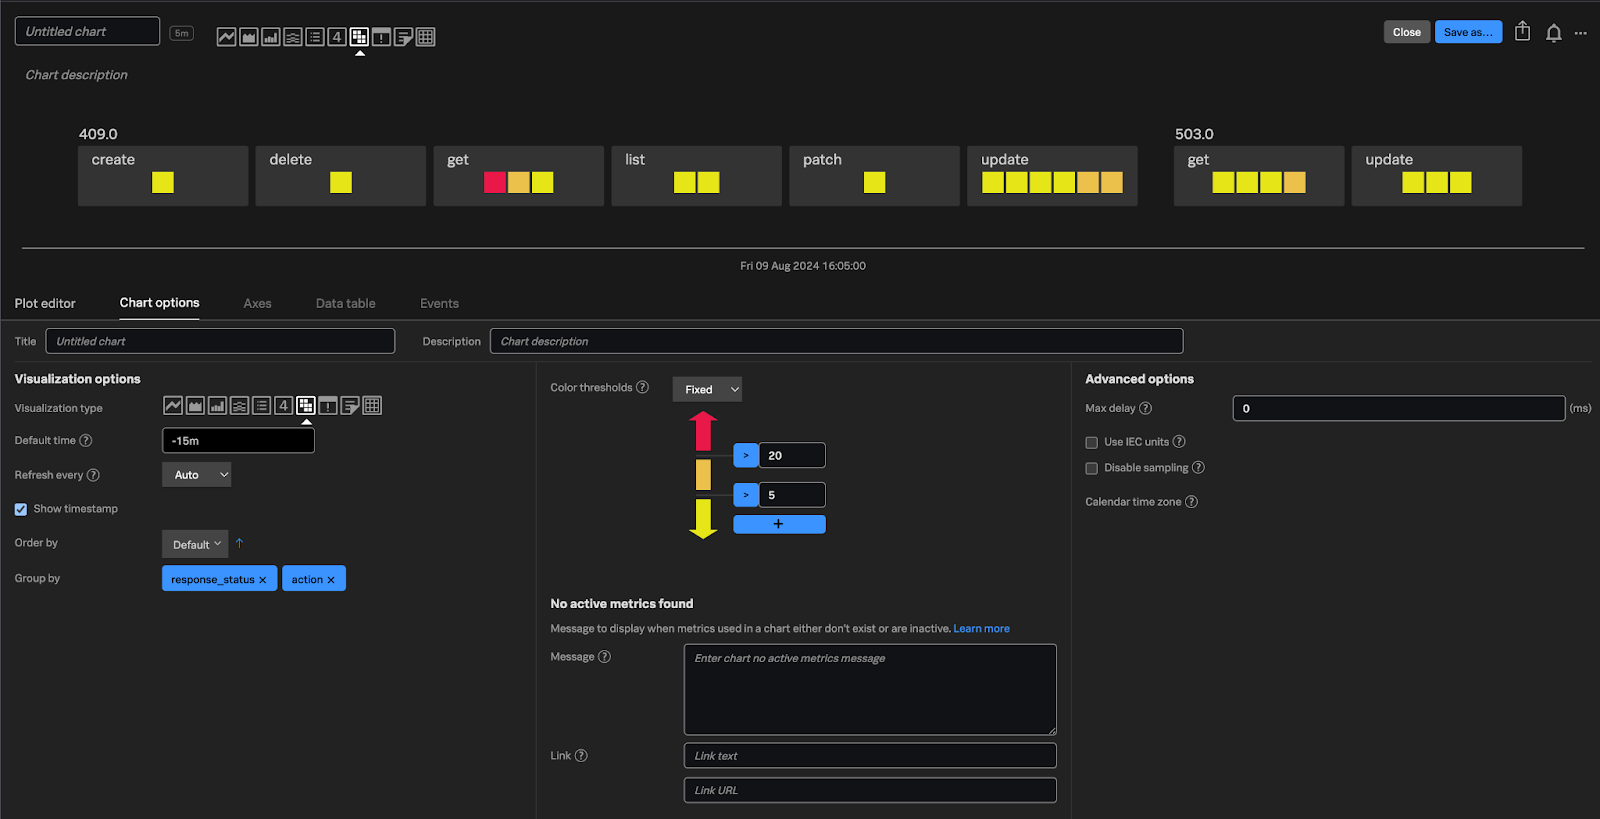 Untitled chart
5m
4
Close
Save as...
Chart description
409.0
503.0
create
delete
get
list
patch
update
get
update
Fri 09 Aug 2024 16:05:00
Plot editor
Chart options
Axes
Data table
Events
Title
Untitled chart
Description
Chart description
Visualization options
Visualization type
4
Default time ?
-15m
Refresh every ?
Auto
Show timestamp
Order by
Default
Group by
response_status ×
action ×
Color thresholds ?
Fixed
> 20
> 5
+
No active metrics found
Message to display when metrics used in a chart either don't exist or are inactive. Learn more
Message ?
Enter chart no active metrics message
Link ?
Link text
Link URL
Advanced options
Max delay ?
0
(ms)
Use IEC units ?
Disable sampling ?
Calendar time zone ?